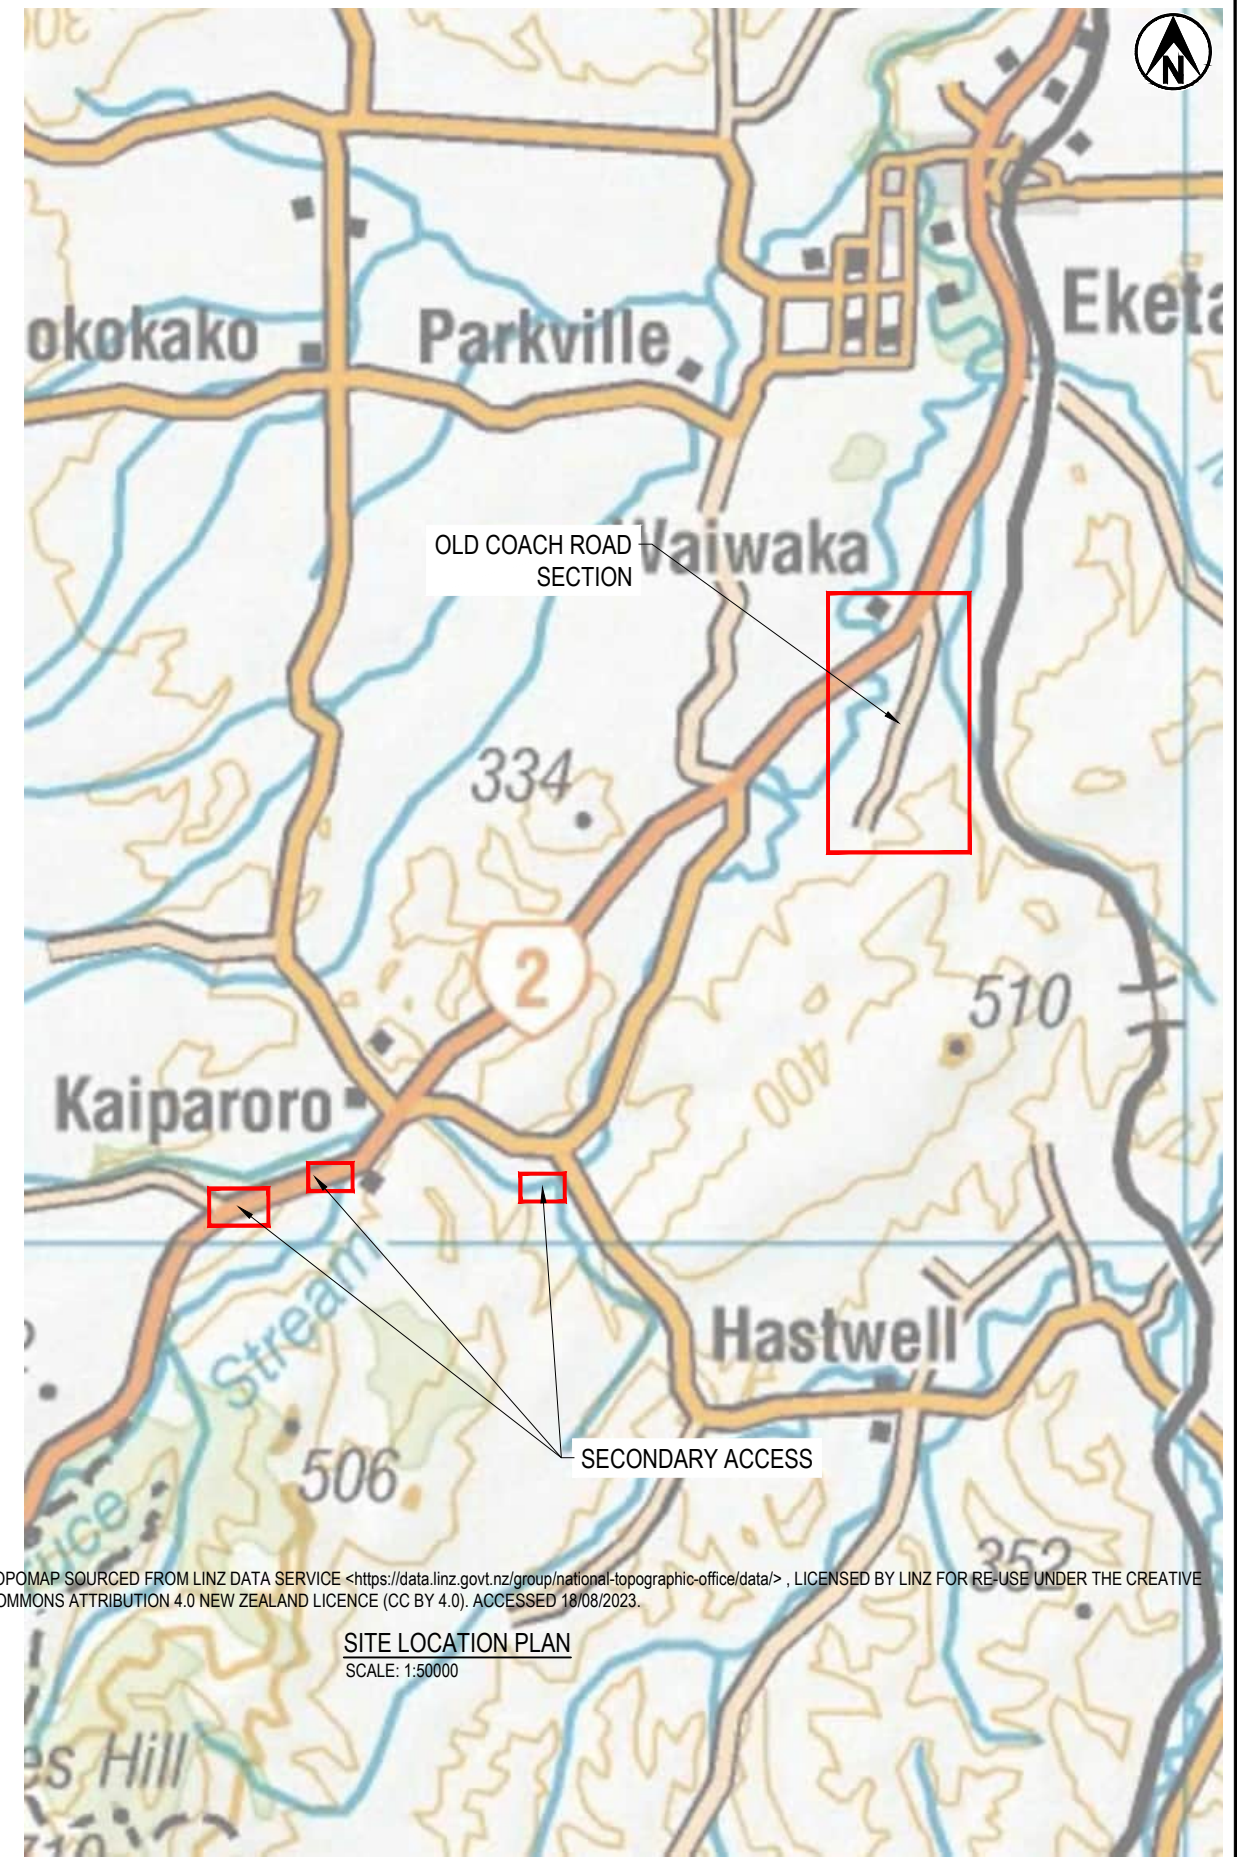 N
Eketa
okokako
Parkville
Waiwaka
OLD COACH ROAD
SECTION
334
2
510
400
Kaiparoro
Stream
Hastwell
SECONDARY ACCESS
506
ruce
352
OPOMAP SOURCED FROM LINZ DATA SERVICE <https://data.linz.govt.nz/group/national-topographic-office/data/> , LICENSED BY LINZ FOR RE-USE UNDER THE CREATIVE
OMMONS ATTRIBUTION 4.0 NEW ZEALAND LICENCE (CC BY 4.0). ACCESSED 18/08/2023.
SITE LOCATION PLAN
SCALE: 1:50000
es Hill
710